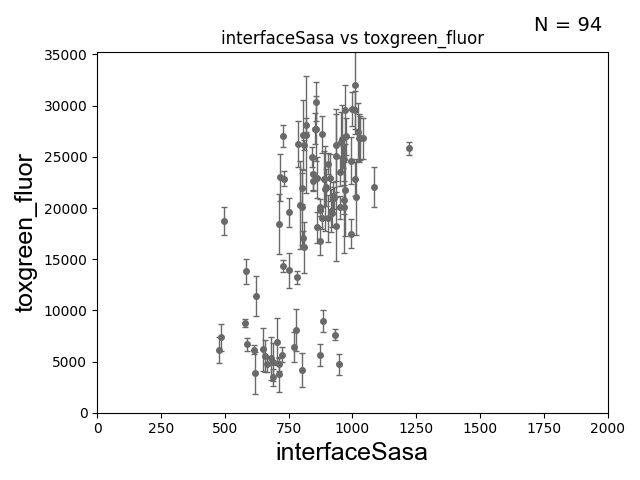 N = 94
interfaceSasa vs toxgreen_fluor
35000
30000
25000
20000
15000
10000
5000
0
toxgreen_fluor
0 250 500 750 1000 1250 1500 1750 2000
interfaceSasa